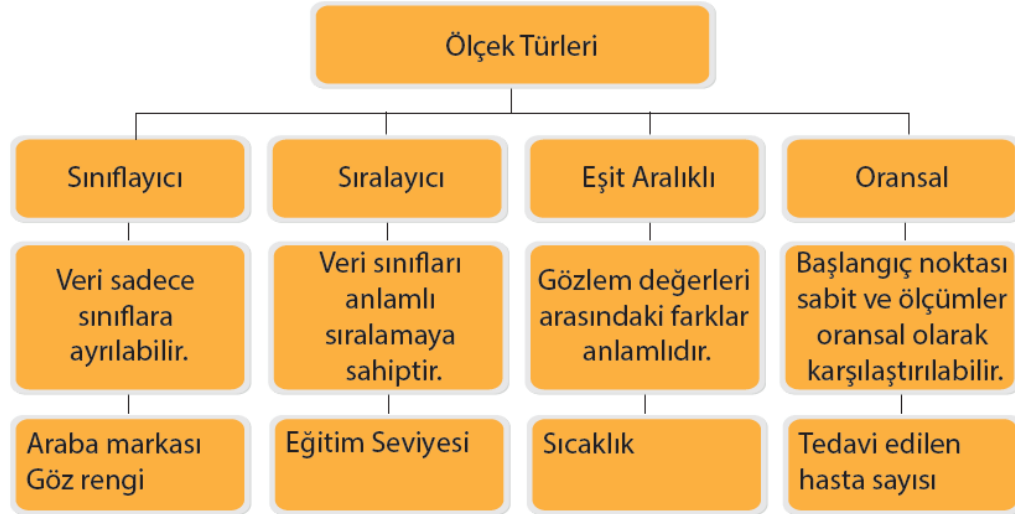 Ölçek Türleri
Sınıflayıcı
Sıralayıcı
Eşit Aralıklı
Oransal
Veri sadece
sınıflara
ayrılabilir.
Veri sınıfları
anlamlı
sıralamaya
sahiptir.
Gözlem değerleri
arasındaki farklar
anlamlıdır.
Başlangıç noktası
sabit ve ölçümler
oransal olarak
karşılaştırılabilir.
Araba markası
Göz rengi
Eğitim Seviyesi
Sıcaklık
Tedavi edilen
hasta sayısı